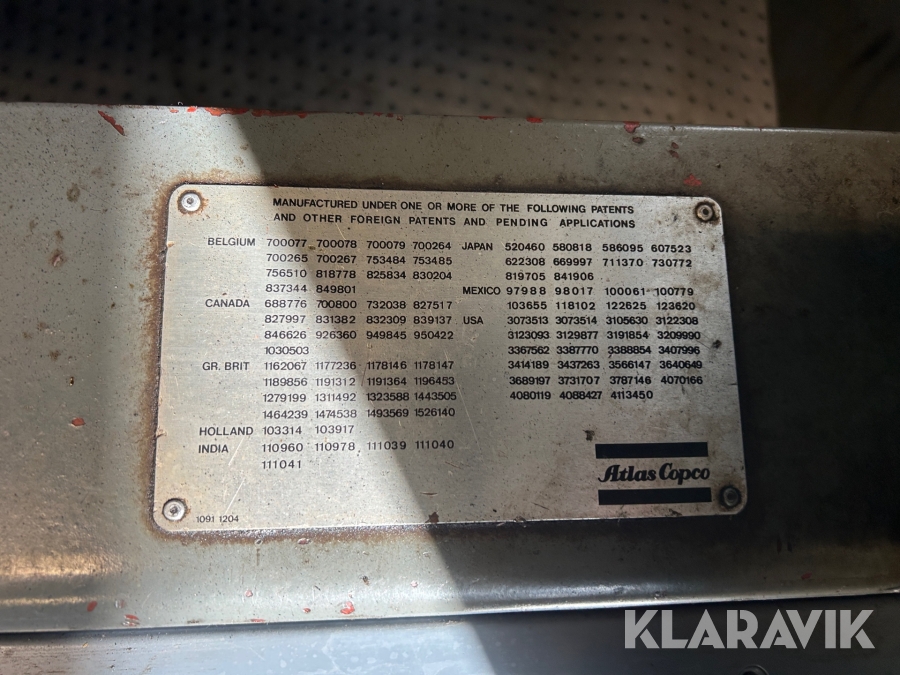 MANUFACTURED UNDER ONE OR MORE OF THE FOLLOWING PATENTS
AND OTHER FOREIGN PATENTS AND PENDING APPLICATIONS
BELGIUM 700077 700078 700079 700264
700265 700267 753484 753485
756510 818778 825834 830204
837344 849801
CANADA 688776 700800 732038 827517
827997 831382 832309 839137
846626 926360 949845 950422
1030503
GR. BRIT 1162067 1177236 1178146 1178147
1189856 1191312 1191364 1196453
1279199 1311492 1323588 1443505
1464239 1474538 1493569 1526140
HOLLAND 103314 103917
INDIA 110960 110978 111039 111040
111041
JAPAN 520460 580818 586095 607523
622308 669997 711370 730772
819705 841906
MEXICO 97988 98017 100061 100779
103655 118102 122625 123620
USA 3073513 3073514 3105630 3122308
3123093 3129877 3191854 3209990
3367562 3387770 3388854 3407996
3414189 3437263 3566147 3640649
3689197 3731707 3787146 4070166
4080119 4088427 4113450
Atlas Copco
1091 1204
KLARAVIK